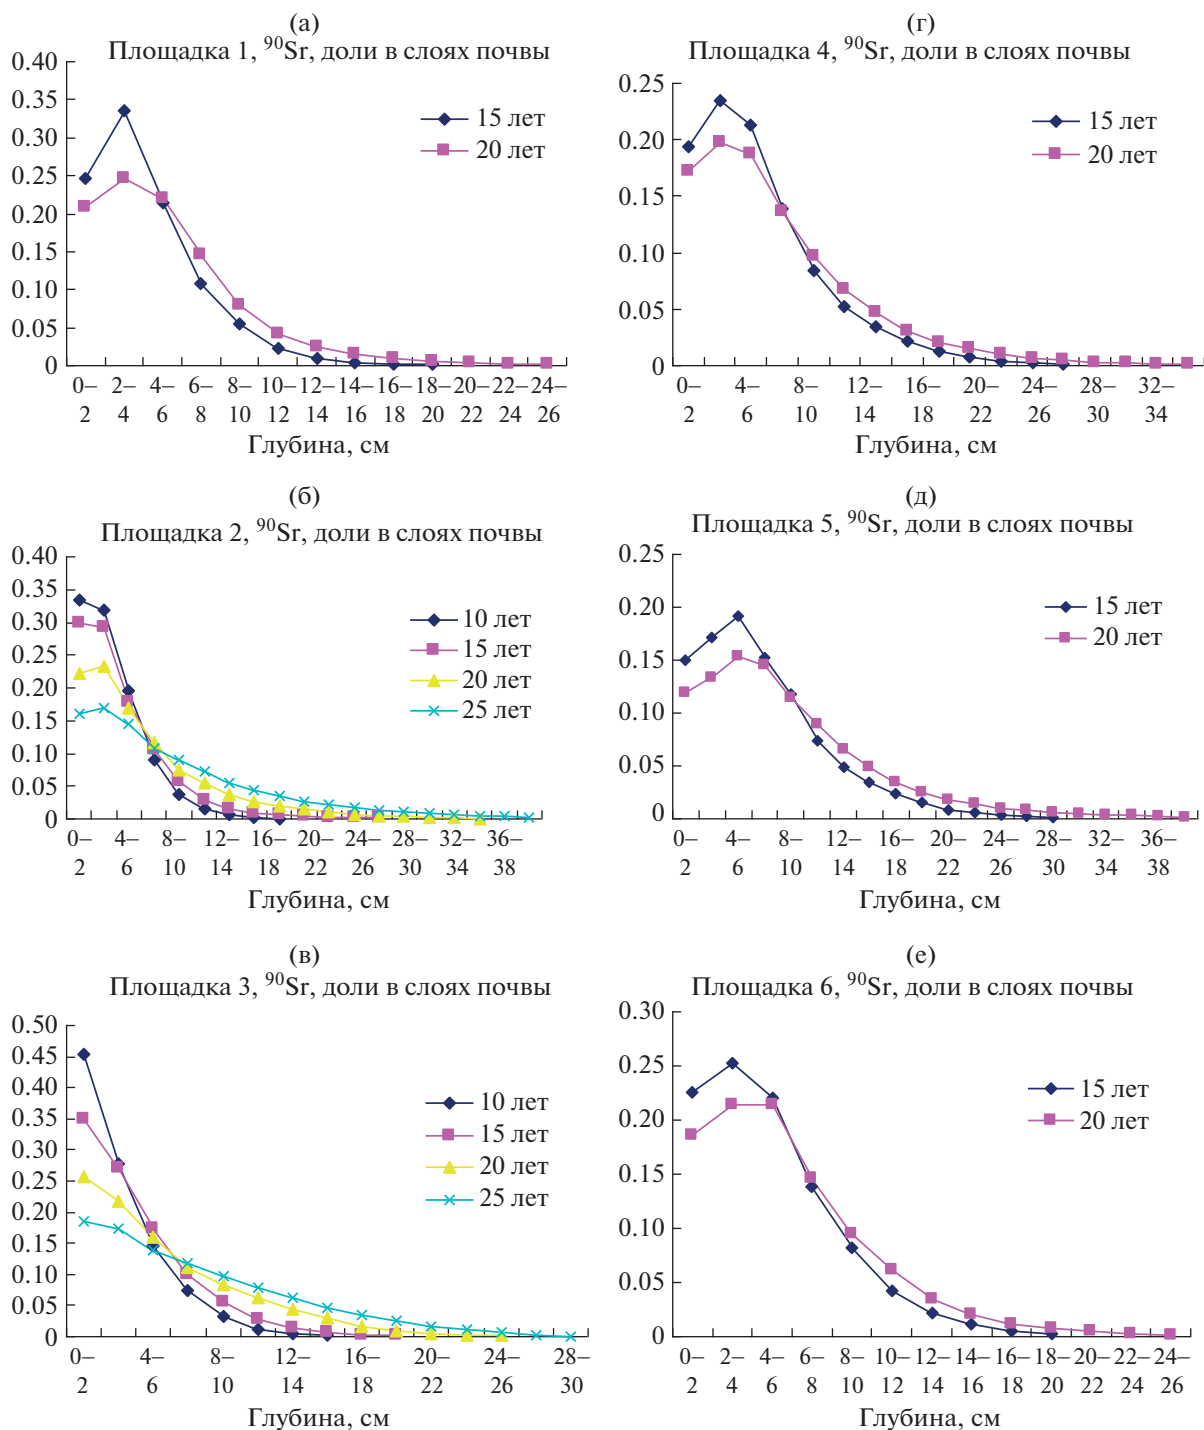 (а)
Площадка 1, ⁹⁰Sr, доли в слоях почвы
0.40
0.35
0.30
0.25
0.20
0.15
0.10
0.05
0
15 лет
20 лет
0– 2– 4– 6– 8– 10– 12– 14– 16– 18– 20– 22– 24–
2 4 6 8 10 12 14 16 18 20 22 24 26
Глубина, см
(г)
Площадка 4, ⁹⁰Sr, доли в слоях почвы
0.25
0.20
0.15
0.10
0.05
0
15 лет
20 лет
0– 4– 8– 12– 16– 20– 24– 28– 32–
2 6 10 14 18 22 26 30 34
Глубина, см
(б)
Площадка 2, ⁹⁰Sr, доли в слоях почвы
0.40
0.35
0.30
0.25
0.20
0.15
0.10
0.05
0
10 лет
15 лет
20 лет
25 лет
0– 4– 8– 12– 16– 20– 24– 28– 32– 36–
2 6 10 14 18 22 26 30 34 38
Глубина, см
(д)
Площадка 5, ⁹⁰Sr, доли в слоях почвы
0.25
0.20
0.15
0.10
0.05
0
15 лет
20 лет
0– 4– 8– 12– 16– 20– 24– 28– 32– 36–
2 6 10 14 18 22 26 30 34 38
Глубина, см
(в)
Площадка 3, ⁹⁰Sr, доли в слоях почвы
0.50
0.45
0.40
0.35
0.30
0.25
0.20
0.15
0.10
0.05
0
10 лет
15 лет
20 лет
25 лет
0– 4– 8– 12– 16– 20– 24– 28–
2 6 10 14 18 22 26 30
Глубина, см
(е)
Площадка 6, ⁹⁰Sr, доли в слоях почвы
0.30
0.25
0.20
0.15
0.10
0.05
0
15 лет
20 лет
0– 2– 4– 6– 8– 10– 12– 14– 16– 18– 20– 22– 24–
2 4 6 8 10 12 14 16 18 20 22 24 26
Глубина, см